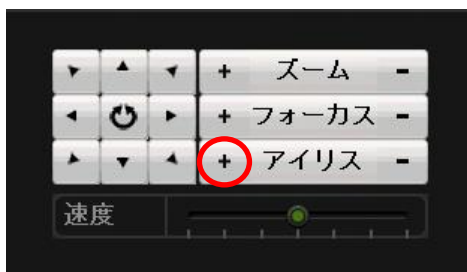 + ズーム -
+ フォーカス -
+ アイリス -
速度